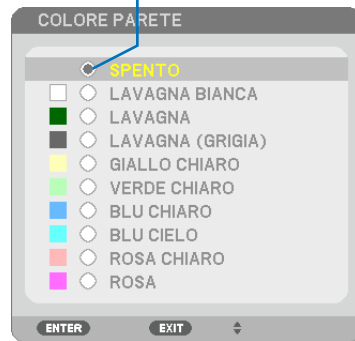 COLORE PARETE
SPENTO
LAVAGNA BIANCA
LAVAGNA
LAVAGNA (GRIGIA)
GIALLO CHIARO
VERDE CHIARO
BLU CHIARO
BLU CIELO
ROSA CHIARO
ROSA
ENTER EXIT